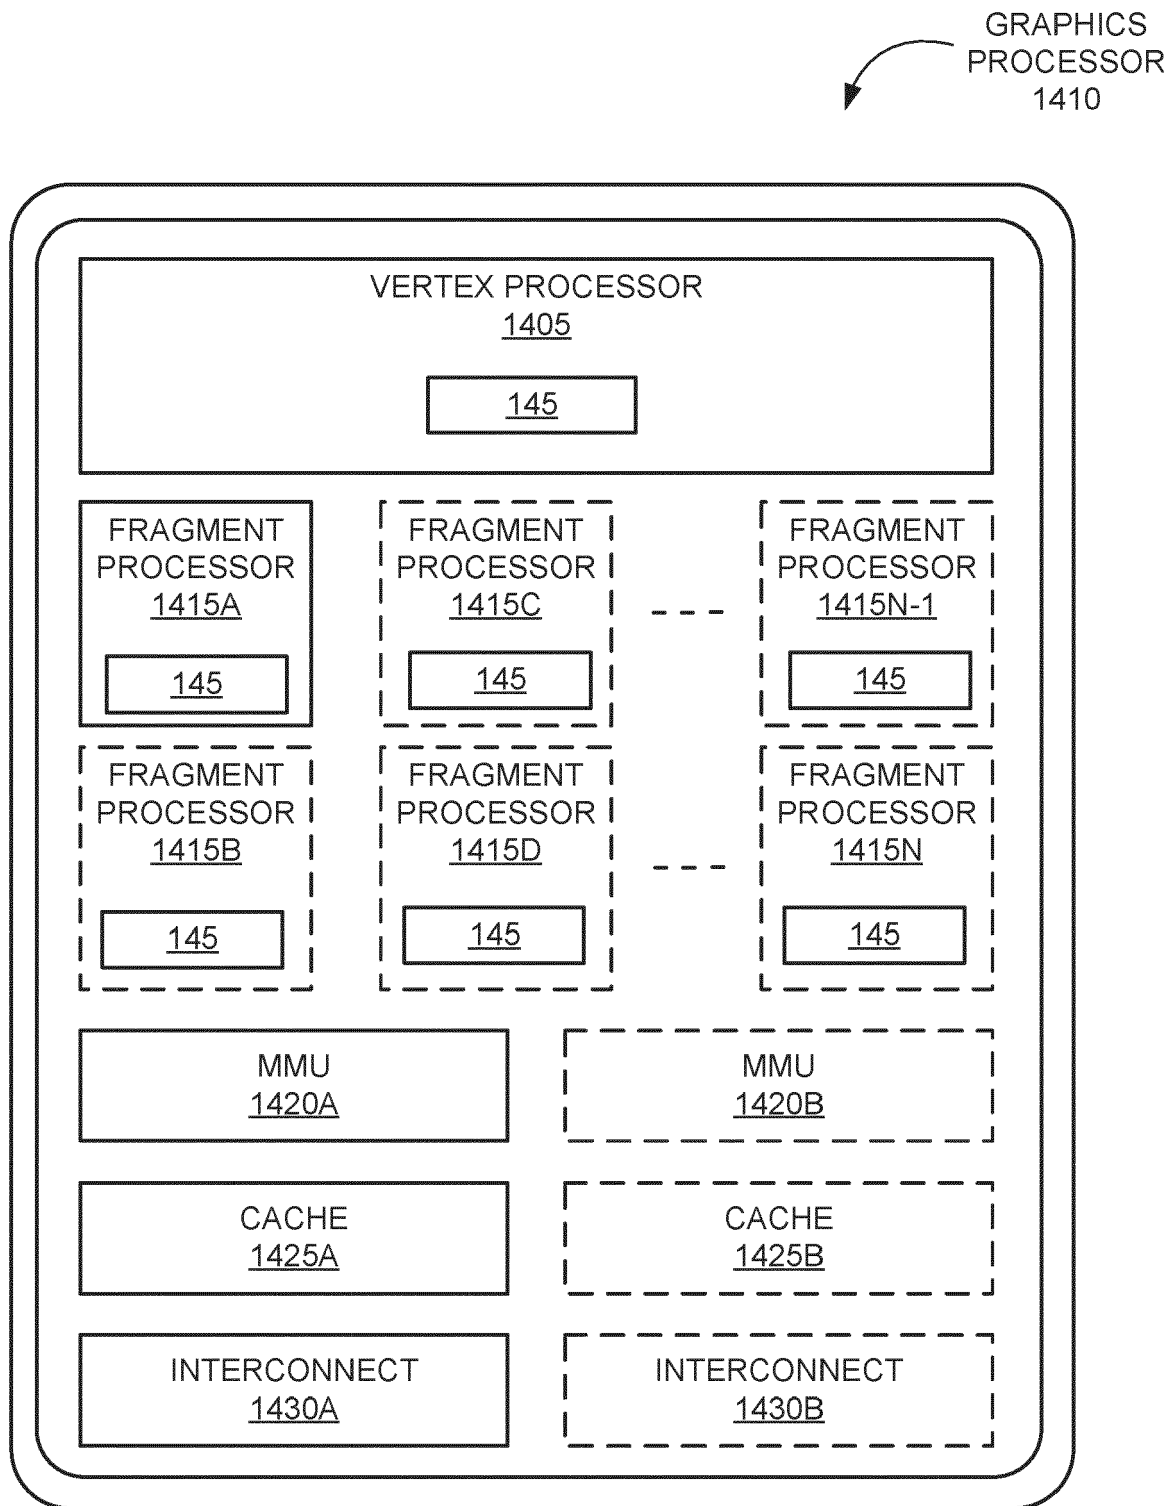 GRAPHICS
PROCESSOR
1410
VERTEX PROCESSOR
1405
145
FRAGMENT
PROCESSOR
1415A
145
FRAGMENT
PROCESSOR
1415C
145
FRAGMENT
PROCESSOR
1415N-1
145
FRAGMENT
PROCESSOR
1415B
145
FRAGMENT
PROCESSOR
1415D
145
FRAGMENT
PROCESSOR
1415N
145
MMU
1420A
MMU
1420B
CACHE
1425A
CACHE
1425B
INTERCONNECT
1430A
INTERCONNECT
1430B